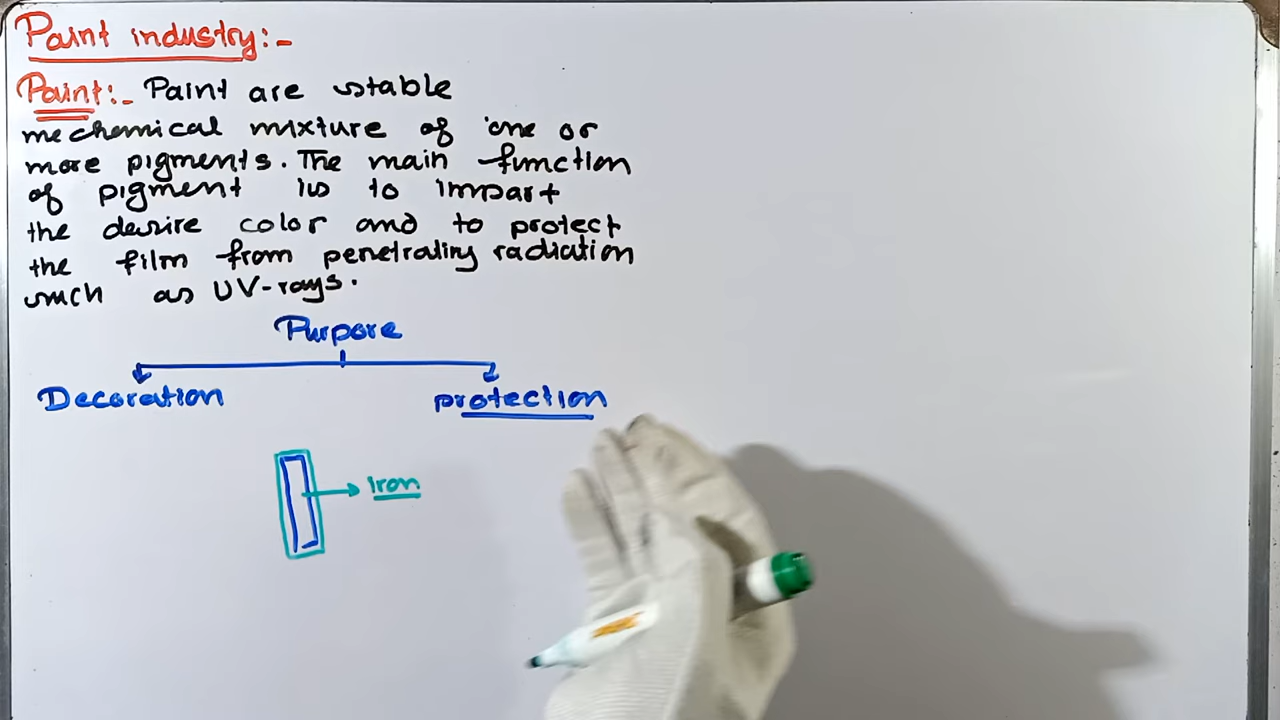 Paint industry:-
Paint:- Paint are stable
mechanical mixture of one or
more pigments. The main function
of pigment is to impart
the desire color and to protect
the film from penetrating radiation
such as UV-rays.
Purpose
Decoration protection
iron